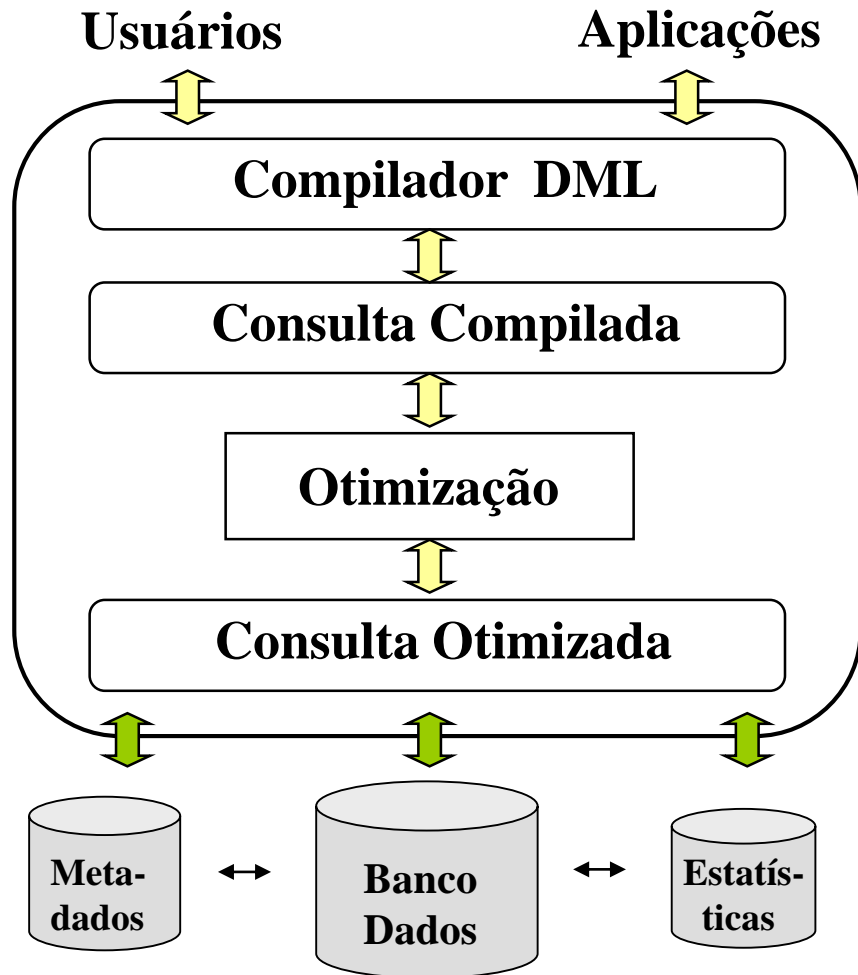 Usuários
Aplicações
Compilador DML
Consulta Compilada
Otimização
Consulta Otimizada
Meta-
dados
Banco
Dados
Estatís-
ticas